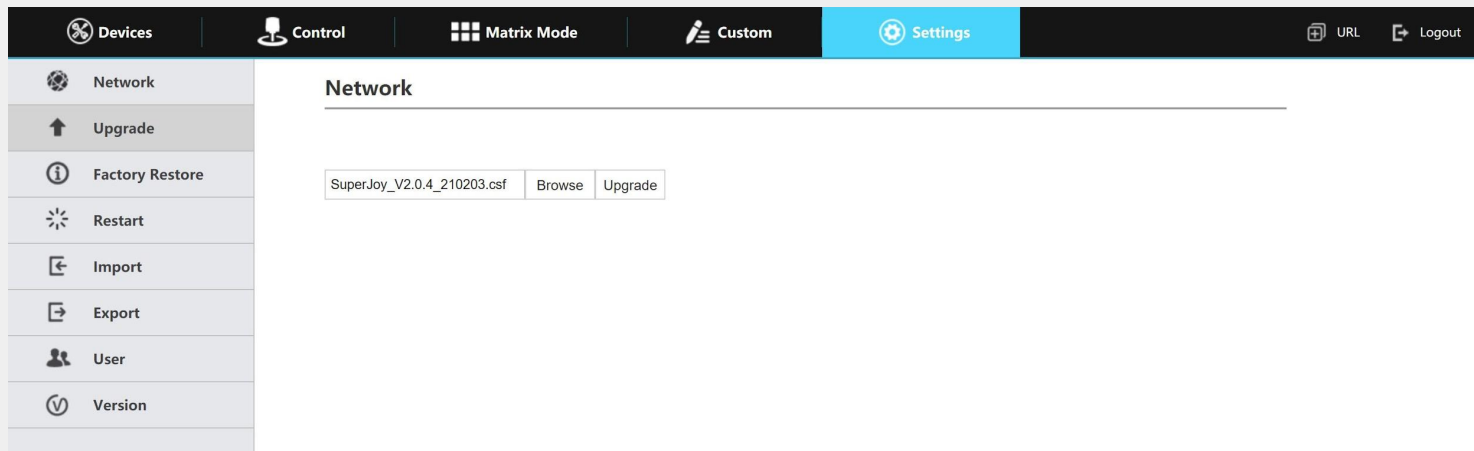 Devices
Control
Matrix Mode
Custom
Settings
URL
Logout
Network
Upgrade
Factory Restore
Restart
Import
Export
User
Version
Network
SuperJoy_V2.0.4_210203.csf
Browse
Upgrade